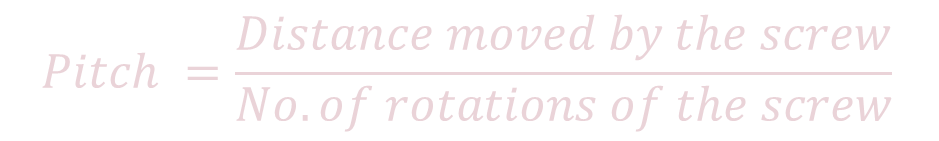 Distance moved by the screw
Pitch =
No. of rotations of the screw